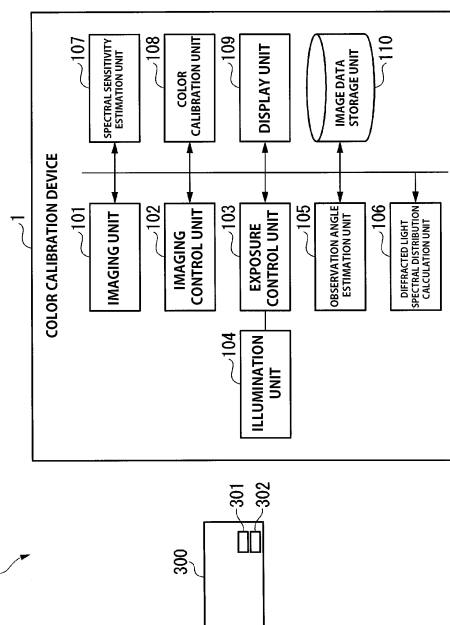 1
COLOR CALIBRATION DEVICE
101
IMAGING UNIT
102
IMAGING
CONTROL UNIT
103
EXPOSURE
CONTROL UNIT
104
ILLUMINATION
UNIT
105
OBSERVATION ANGLE
ESTIMATION UNIT
106
DIFFRACTED LIGHT
SPECTRAL DISTRIBUTION
CALCULATION UNIT
107
SPECTRAL SENSITIVITY
ESTIMATION UNIT
108
COLOR
CALIBRATION UNIT
109
DISPLAY UNIT
110
IMAGE DATA
STORAGE UNIT
300
301
302